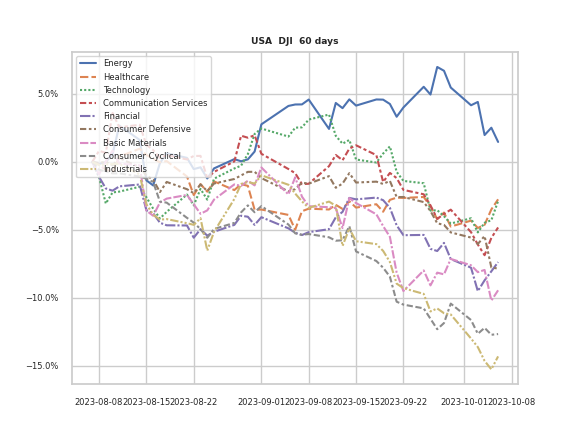 USA DJI 60 days
Energy
Healthcare
Technology
Communication Services
Financial
Consumer Defensive
Basic Materials
Consumer Cyclical
Industrials
5.0%
0.0%
−5.0%
−10.0%
−15.0%
2023-08-08 2023-08-15 2023-08-22 2023-09-01 2023-09-08 2023-09-15 2023-09-22 2023-10-01 2023-10-08